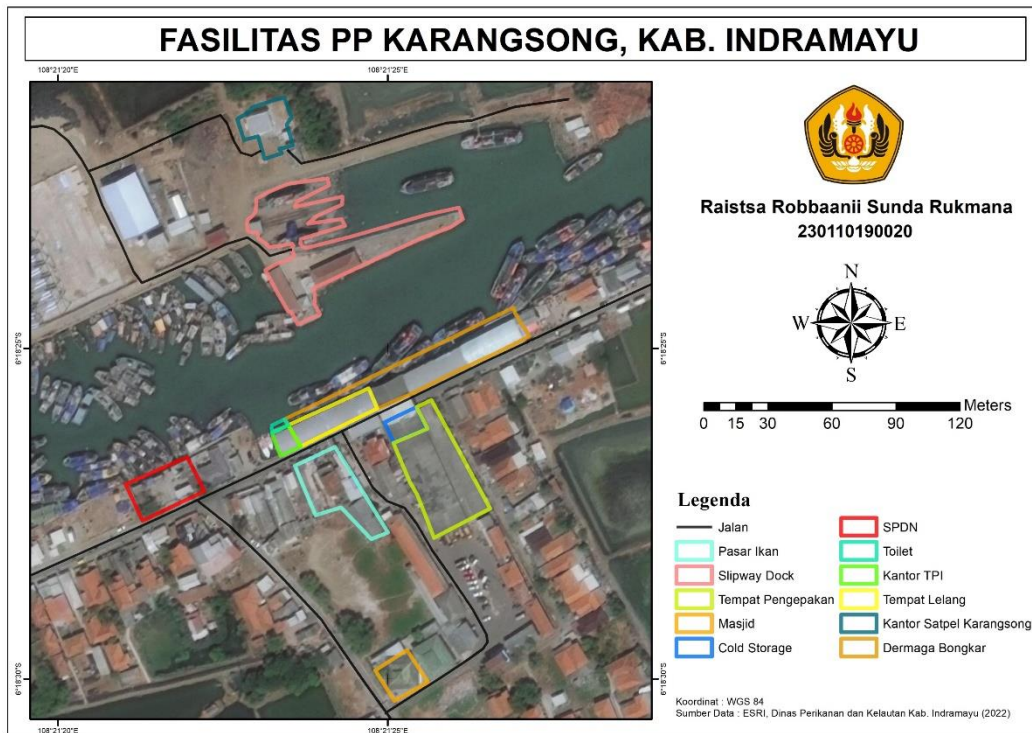 FASILITAS PP KARANGSONG, KAB. INDRAMAYU
108°21'20"E
108°21'25"E
6°18'25"S
6°18'25"S
6°18'30"S
6°18'30"S
108°21'20"E
108°21'25"E
Raistsa Robbaanii Sunda Rukmana
230110190020
N
W
E
S
Meters
0 15 30 60 90 120
Legenda
Jalan
Pasar Ikan
Slipway Dock
Tempat Pengepakan
Masjid
Cold Storage
SPDN
Toilet
Kantor TPI
Tempat Lelang
Kantor Satpel Karangsong
Dermaga Bongkar
Koordinat : WGS 84
Sumber Data : ESRI, Dinas Perikanan dan Kelautan Kab. Indramayu (2022)